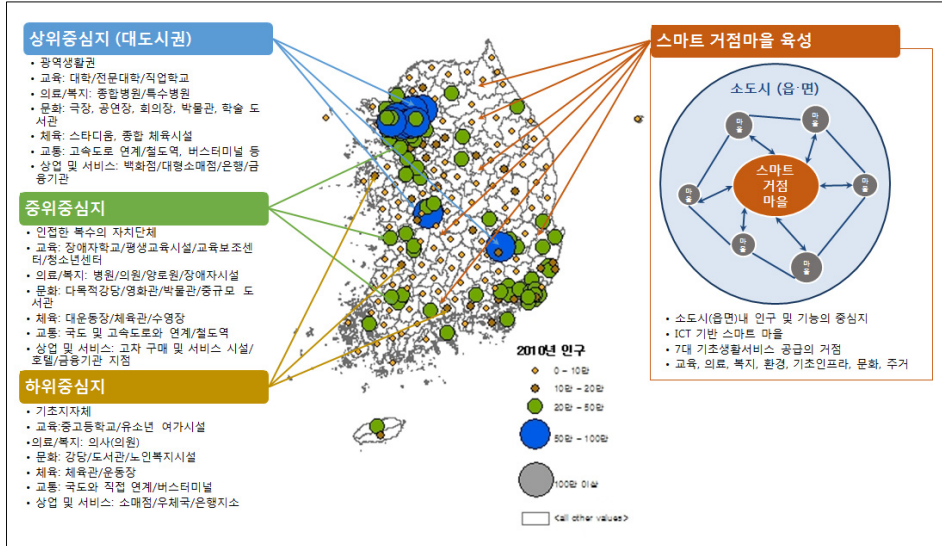 상위중심지 (대도시권)
• 광역생활권
• 교육: 대학/전문대학/직업학교
• 의료/복지: 종합병원/특수병원
• 문화: 극장, 공연장, 회의장, 박물관, 학술 도
서관
• 체육: 스타디움, 종합 체육시설
• 교통: 고속도로 연계/철도역, 버스터미널 등
• 상업 및 서비스: 백화점/대형소매점/은행/금
융기관
중위중심지
• 인접한 복수의 자치단체
• 교육: 장애자학교/평생교육시설/교육보조센
터/청소년센터
• 의료/복지: 병원/의원/양로원/장애자시설
• 문화: 다목적강당/영화관/박물관/중규모 도
서관
• 체육: 대운동장/체육관/수영장
• 교통: 국도 및 고속도로와 연계/철도역
• 상업 및 서비스: 고차 구매 및 서비스 시설/
호텔/금융기관 지점
하위중심지
• 기초지자체
• 교육:중고등학교/유소년 여가시설
•의료/복지: 의사(의원)
• 문화: 강당/도서관/노인복지시설
• 체육: 체육관/운동장
• 교통: 국도와 직접 연계/버스터미널
• 상업 및 서비스: 소매점/우체국/은행지소
2010년 인구
0 – 10만
10만 – 20만
20만 – 50만
50만 – 100만
100만 이상
<all other values>
스마트 거점마을 육성
소도시 (읍·면)
마을
마을
마을
스마트
거점
마을
마을
마을
마을
• 소도시(읍면)내 인구 및 기능의 중심지
• ICT 기반 스마트 마을
• 7대 기초생활서비스 공급의 거점
• 교육, 의료, 복지, 환경, 기초인프라, 문화, 주거